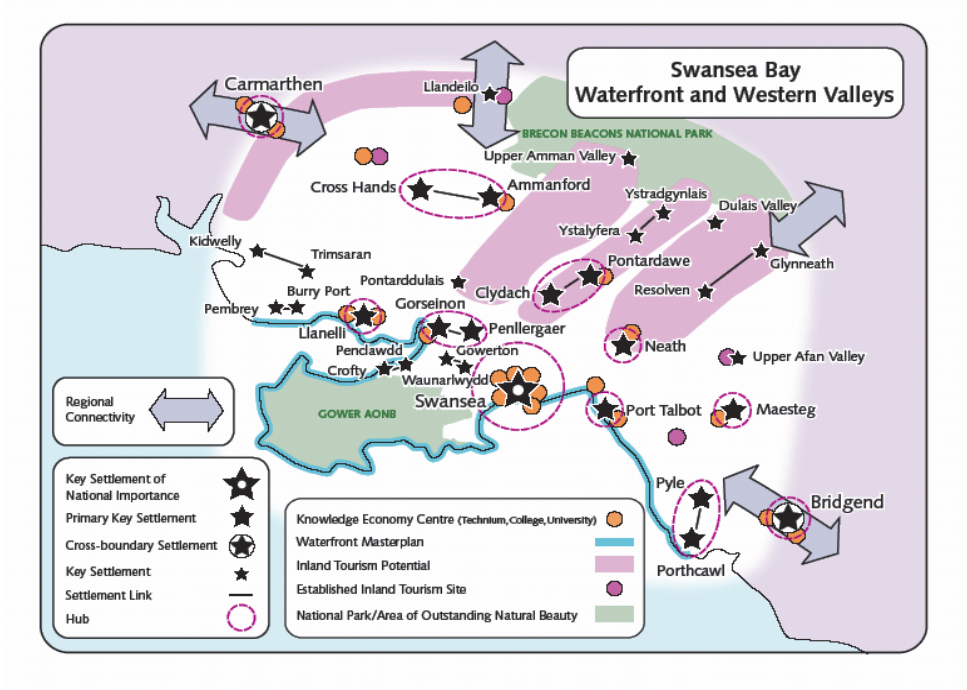 Swansea Bay
Waterfront and Western Valleys
Carmarthen
Llandeilo
BRECON BEACONS NATIONAL PARK
Upper Amman Valley
Cross Hands
Ammanford
Ystradgynlais
Dulais Valley
Ystalyfera
Kidwelly
Trimsaran
Pontardawe
Glynneath
Pontarddulais
Clydach
Resolven
Burry Port
Pembrey
Gorseinon
Llanelli
Penllergaer
Neath
Penclawdd
Gowerton
Upper Afan Valley
Crofty
Waunarlwydd
Swansea
Port Talbot
Maesteg
GOWER AONB
Regional
Connectivity
Pyle
Bridgend
Porthcawl
Key Settlement of
National Importance
Primary Key Settlement
Cross-boundary Settlement
Key Settlement
Settlement Link
Hub
Knowledge Economy Centre (Technium, College, University)
Waterfront Masterplan
Inland Tourism Potential
Established Inland Tourism Site
National Park/Area of Outstanding Natural Beauty